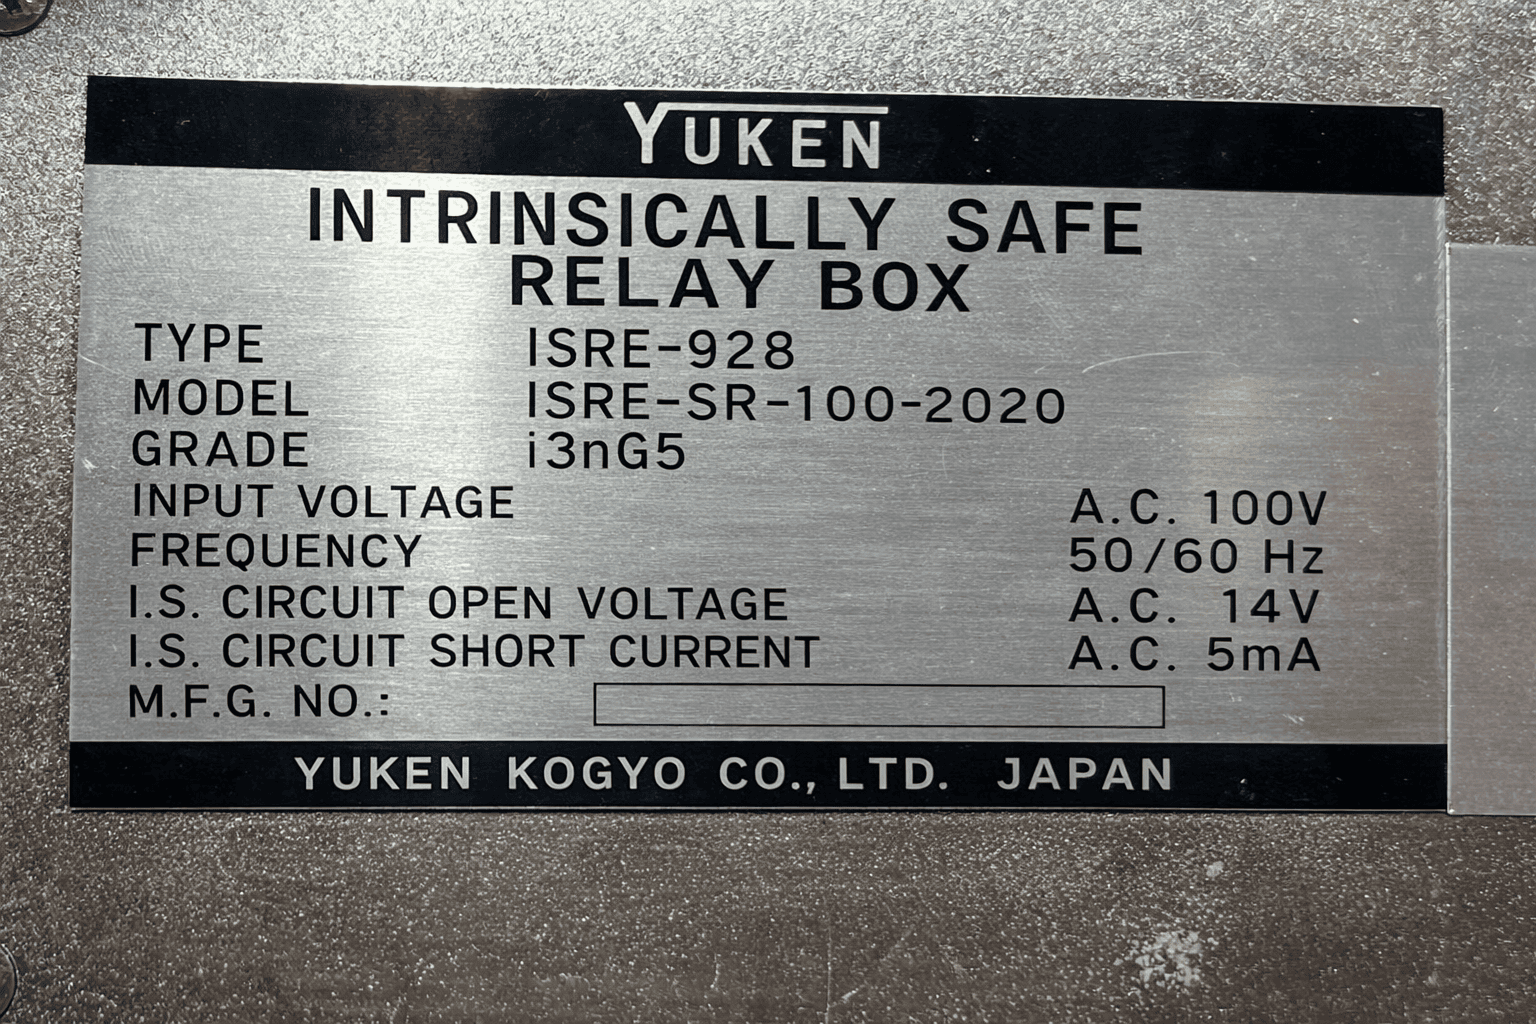 YUKEN
INTRINSICALLY SAFE
RELAY BOX
TYPE ISRE-928
MODEL ISRE-SR-100-2020
GRADE i3nG5
INPUT VOLTAGE A.C. 100V
FREQUENCY 50/60 Hz
I.S. CIRCUIT OPEN VOLTAGE A.C. 14V
I.S. CIRCUIT SHORT CURRENT A.C. 5mA
M.F.G. NO.:
YUKEN KOGYO CO., LTD. JAPAN